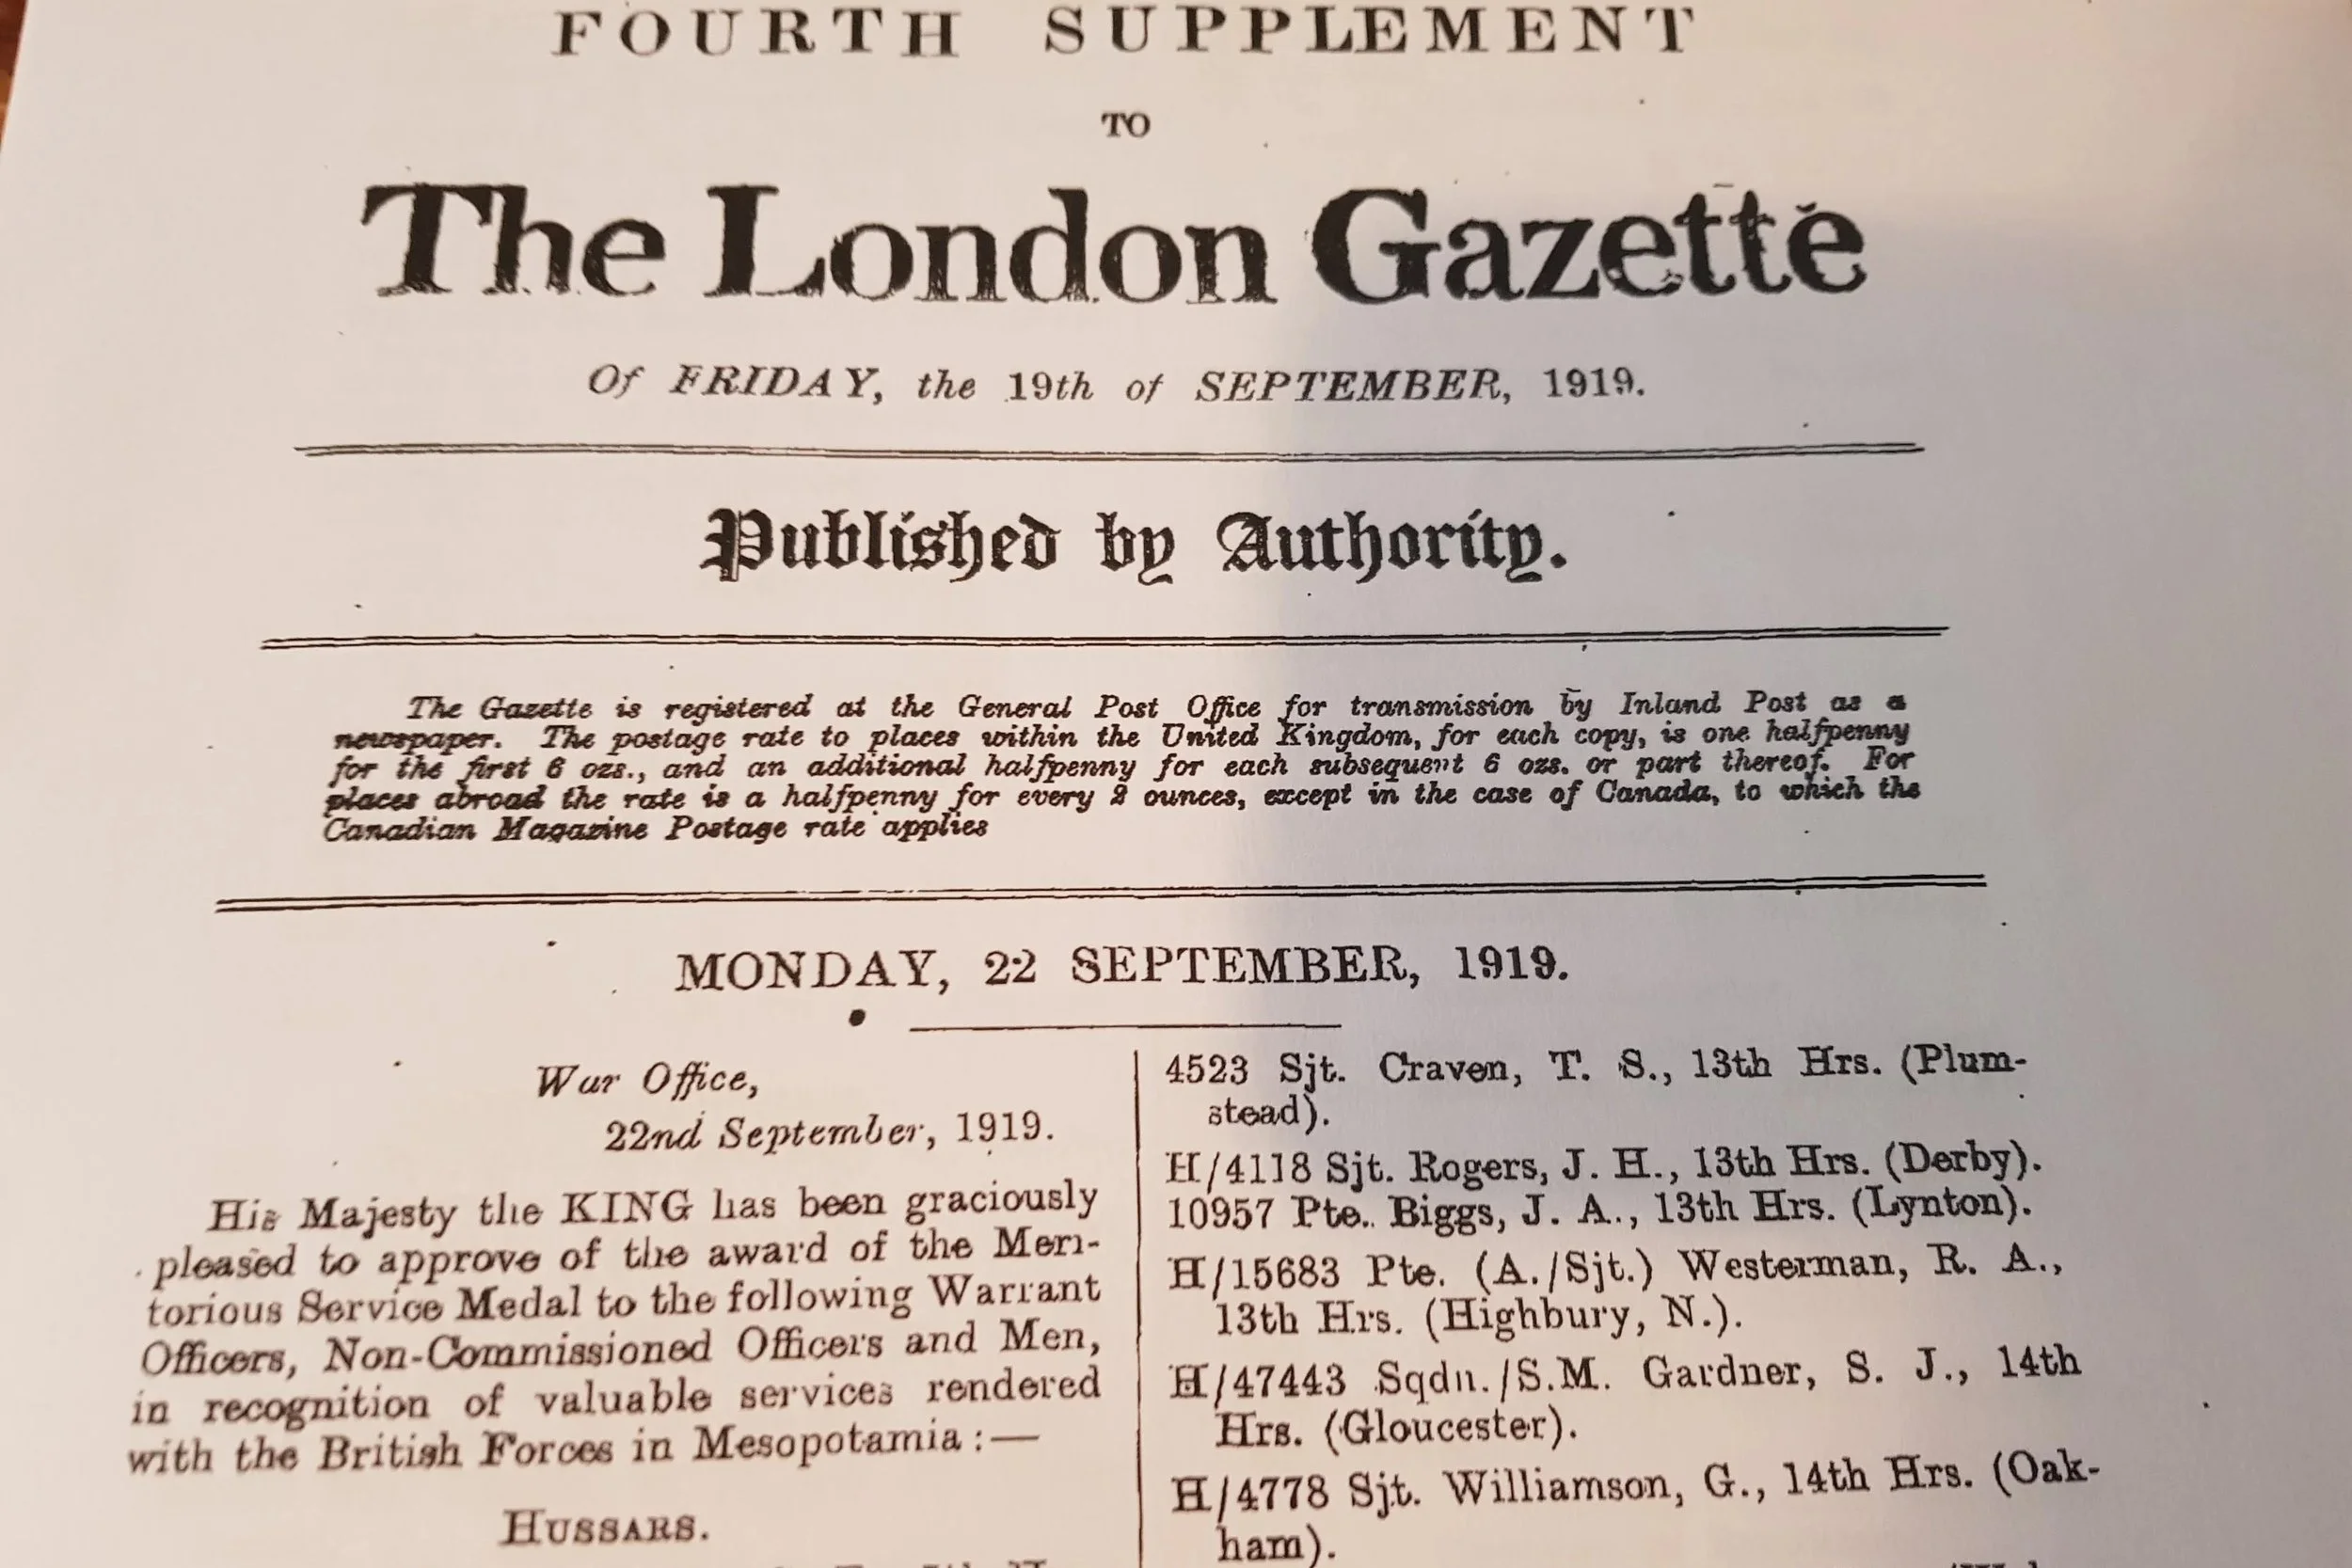 FOURTH SUPPLEMENT
TO
The London Gazette
Of FRIDAY, the 19th of SEPTEMBER, 1919.
Published by Authority.
The Gazette is registered at the General Post Office for transmission by Inland Post as a
newspaper. The postage rate to places within the United Kingdom, for each copy, is one halfpenny
for the first 6 ozs., and an additional halfpenny for each subsequent 6 ozs. or part thereof. For
places abroad the rate is a halfpenny for every 2 ounces, except in the case of Canada, to which the
Canadian Magazine Postage rate applies
MONDAY, 22 SEPTEMBER, 1919.
War Office,
22nd September, 1919.
His Majesty the KING has been graciously
pleased to approve of the award of the Meri-
torious Service Medal to the following Warrant
Officers, Non-Commissioned Officers and Men,
in recognition of valuable services rendered
with the British Forces in Mesopotamia :—
HUSSARS.
4523 Sjt. Craven, T. S., 13th Hrs. (Plum-
stead).
H/4118 Sjt. Rogers, J. H., 13th Hrs. (Derby).
10957 Pte. Biggs, J. A., 13th Hrs. (Lynton).
H/15683 Pte. (A./Sjt.) Westerman, R. A.,
13th Hrs. (Highbury, N.).
H/47443 Sqdn./S.M. Gardner, S. J., 14th
Hrs. (Gloucester).
H/4778 Sjt. Williamson, G., 14th Hrs. (Oak-
ham).